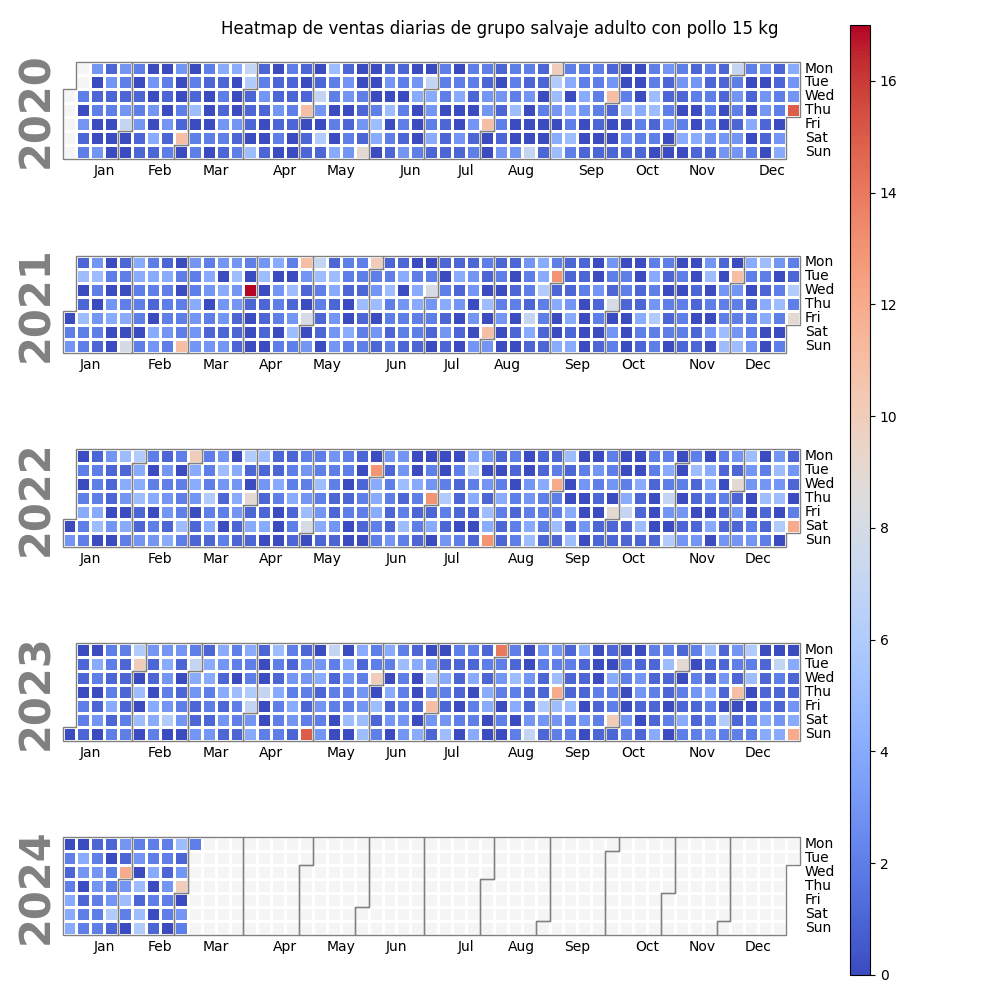 Heatmap de ventas diarias de grupo salvaje adulto con pollo 15 kg
2020
Mon
Tue
Wed
Thu
Fri
Sat
Sun
Jan Feb Mar Apr May Jun Jul Aug Sep Oct Nov Dec
2021
Mon
Tue
Wed
Thu
Fri
Sat
Sun
Jan Feb Mar Apr May Jun Jul Aug Sep Oct Nov Dec
2022
Mon
Tue
Wed
Thu
Fri
Sat
Sun
Jan Feb Mar Apr May Jun Jul Aug Sep Oct Nov Dec
2023
Mon
Tue
Wed
Thu
Fri
Sat
Sun
Jan Feb Mar Apr May Jun Jul Aug Sep Oct Nov Dec
2024
Mon
Tue
Wed
Thu
Fri
Sat
Sun
Jan Feb Mar Apr May Jun Jul Aug Sep Oct Nov Dec
16
14
12
10
8
6
4
2
0